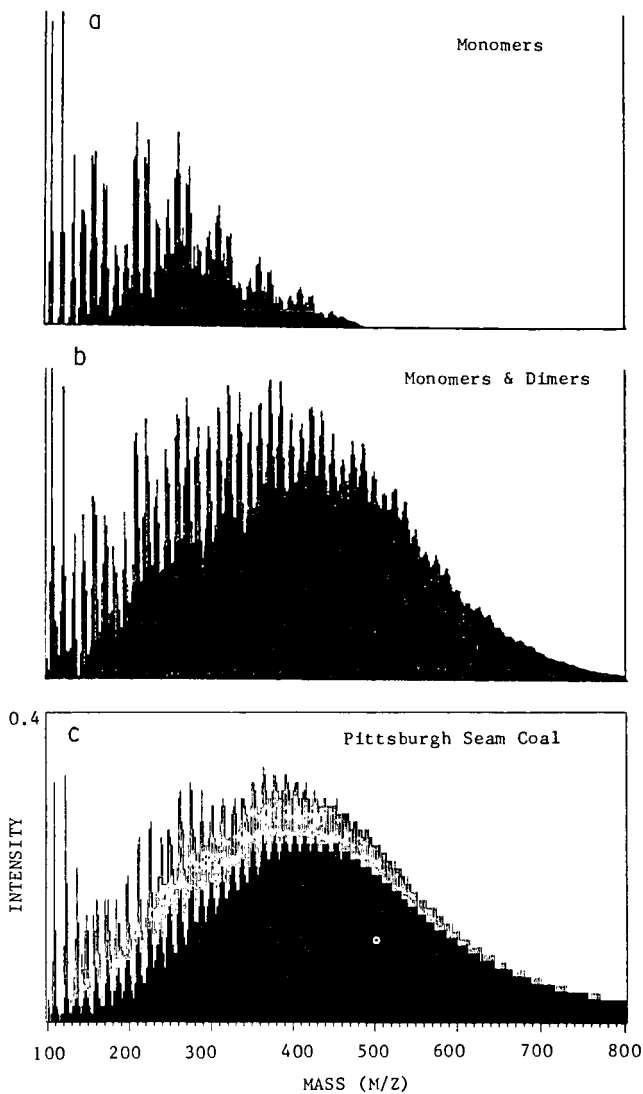 a
Monomers
b
Monomers & Dimers
0.4
c
Pittsburgh Seam Coal
INTENSITY
100 200 300 400 500 600 700 800
MASS (M/Z)